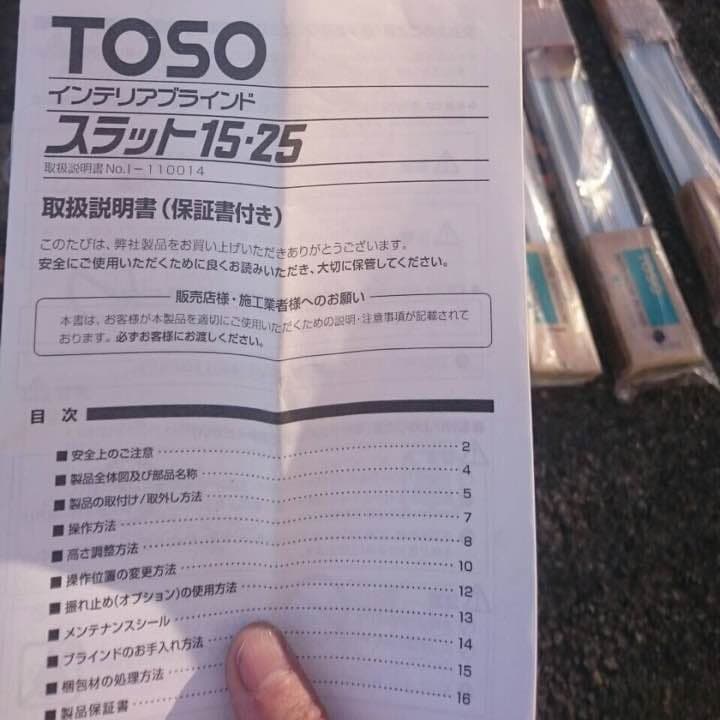 TOSO
インテリアブラインド
スラット15・25
取扱説明書No.I－110014
取扱説明書(保証書付き)
このたびは、弊社製品をお買い上げいただきありがとうございます。
安全にご使用いただくために良くお読みいただき、大切に保管してください。
販売店様・施工業者様へのお願い
本書は、お客様が本製品を適切にご使用いただくための説明・注意事項が記載されて
おります。必ずお客様にお渡しください。
目 次
■ 安全上のご注意 2
■ 製品全体図及び部品名称 4
■ 製品の取付け/取外し方法 5
■ 操作方法 7
■ 高さ調整方法 8
■ 操作位置の変更方法 10
■ 振れ止め(オプション)の使用方法 12
■ メンテナンスシール 13
■ ブラインドのお手入れ方法 14
■ 梱包材の処理方法 15
■ 製品保証書 16